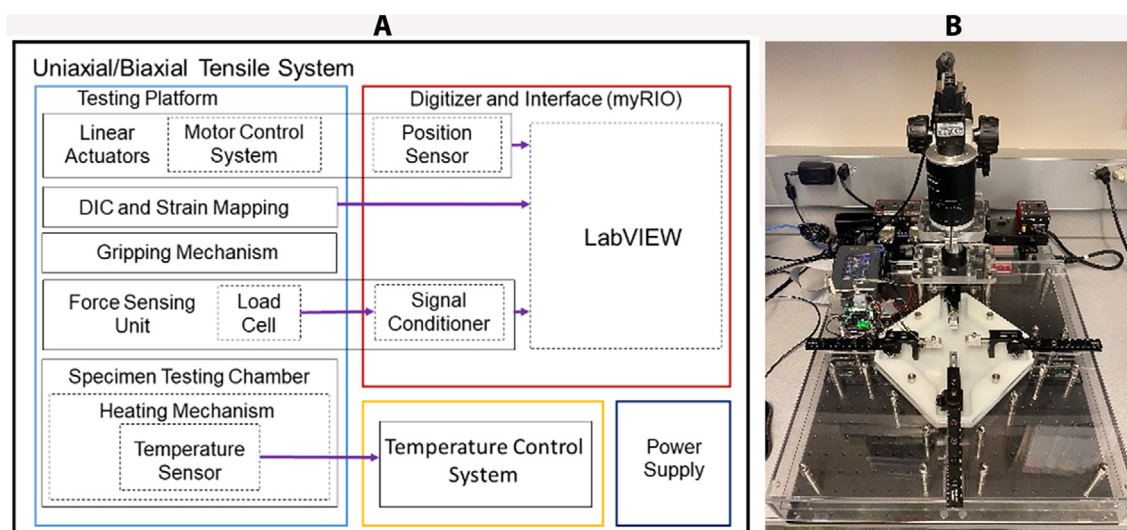 A
B
Uniaxial/Biaxial Tensile System
Testing Platform
Linear
Actuators
Motor Control
System
DIC and Strain Mapping
Gripping Mechanism
Force Sensing
Unit
Load
Cell
Specimen Testing Chamber
Heating Mechanism
Temperature
Sensor
Digitizer and Interface (myRIO)
Position
Sensor
LabVIEW
Signal
Conditioner
Temperature Control
System
Power
Supply